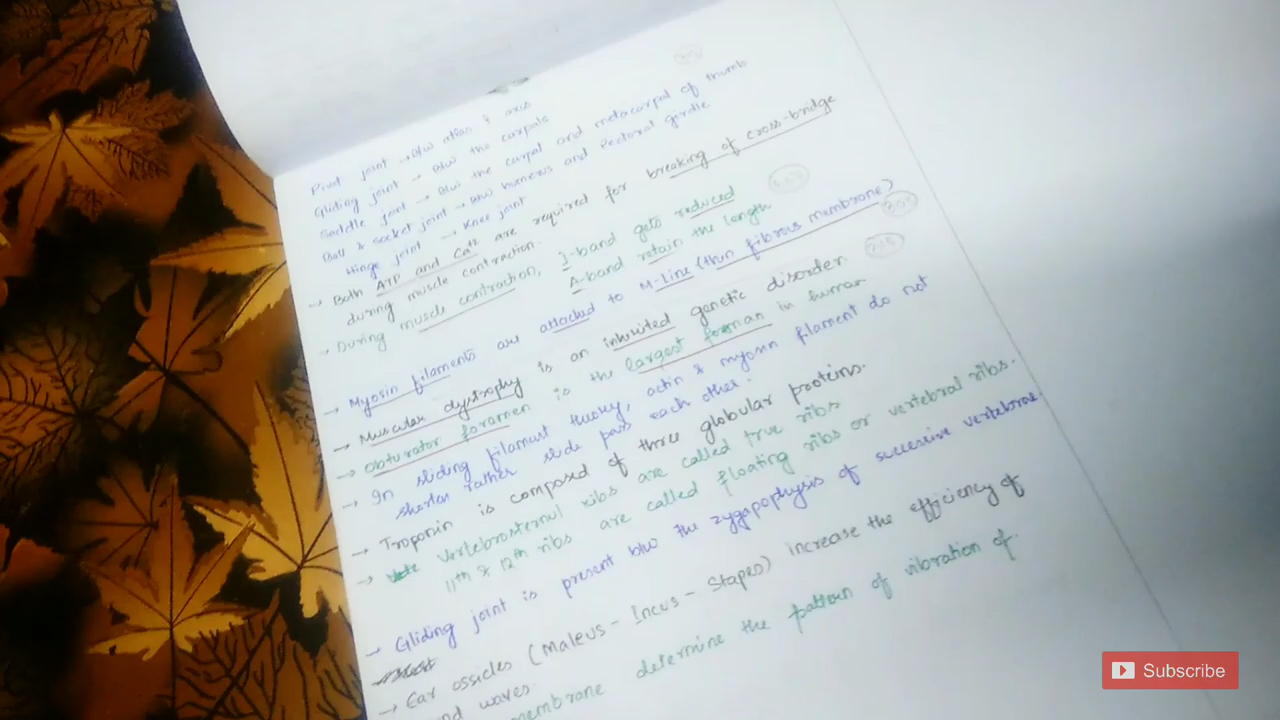 Pivot joint → B/W atlas & axis
Gliding joint → B/W the carpals
Saddle joint → B/W the carpal and metacarpal of thumb
Ball & socket joint → B/W humerus and Pectoral girdle
Hinge joint → Knee joint
→ Both ATP and Ca+2 are required for breaking of cross-bridge
during muscle contraction.
→ During muscle contraction, I-band gets reduced
A-band retain the length
→ Myosin filaments are attached to M-line (thin fibrous membrane)
→ Muscular dystrophy is an inherited genetic disorder.
→ Obturator foramen is the largest in human
→ In sliding filament theory, actin & myosin filament do not
shorten rather slide pass each other.
→ Troponin is composed of three globular proteins.
→ Vertebrosternal ribs are called true ribs
11th & 12th ribs are called floating ribs or vertebral ribs.
→ Gliding joint is present b/w the zygapophysis of successive vertebrae.
→ Ear ossicles (Maleus - Incus - Stapes) increase the efficiency of
waves.
membrane determine the pattern of vibration of
Subscribe